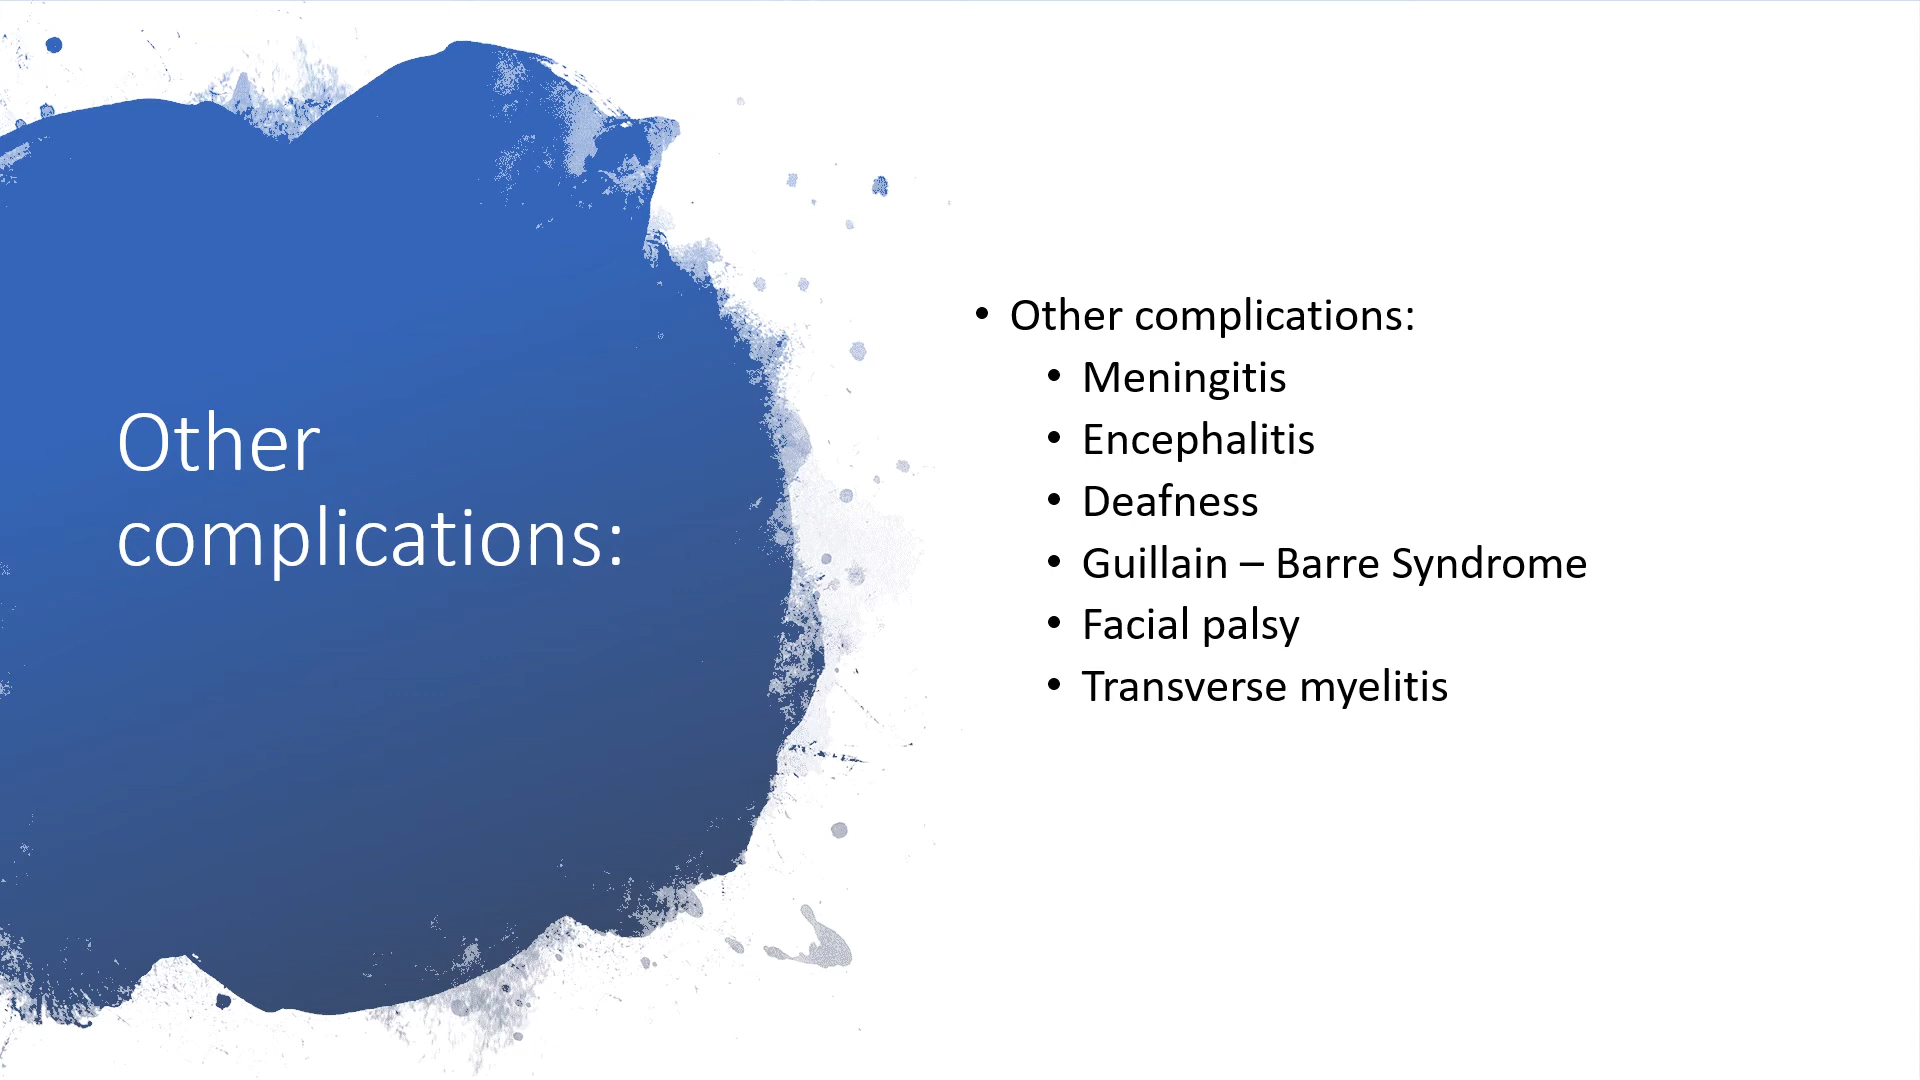 Other
complications:
• Other complications:
• Meningitis
• Encephalitis
• Deafness
• Guillain – Barre Syndrome
• Facial palsy
• Transverse myelitis